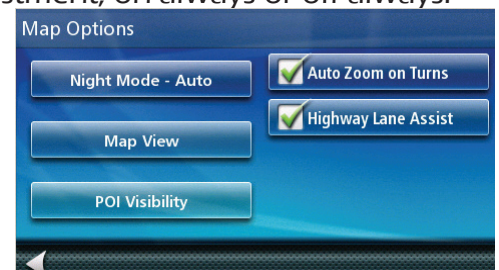 Map Options
Night Mode - Auto
Auto Zoom on Turns
Highway Lane Assist
Map View
POI Visibility